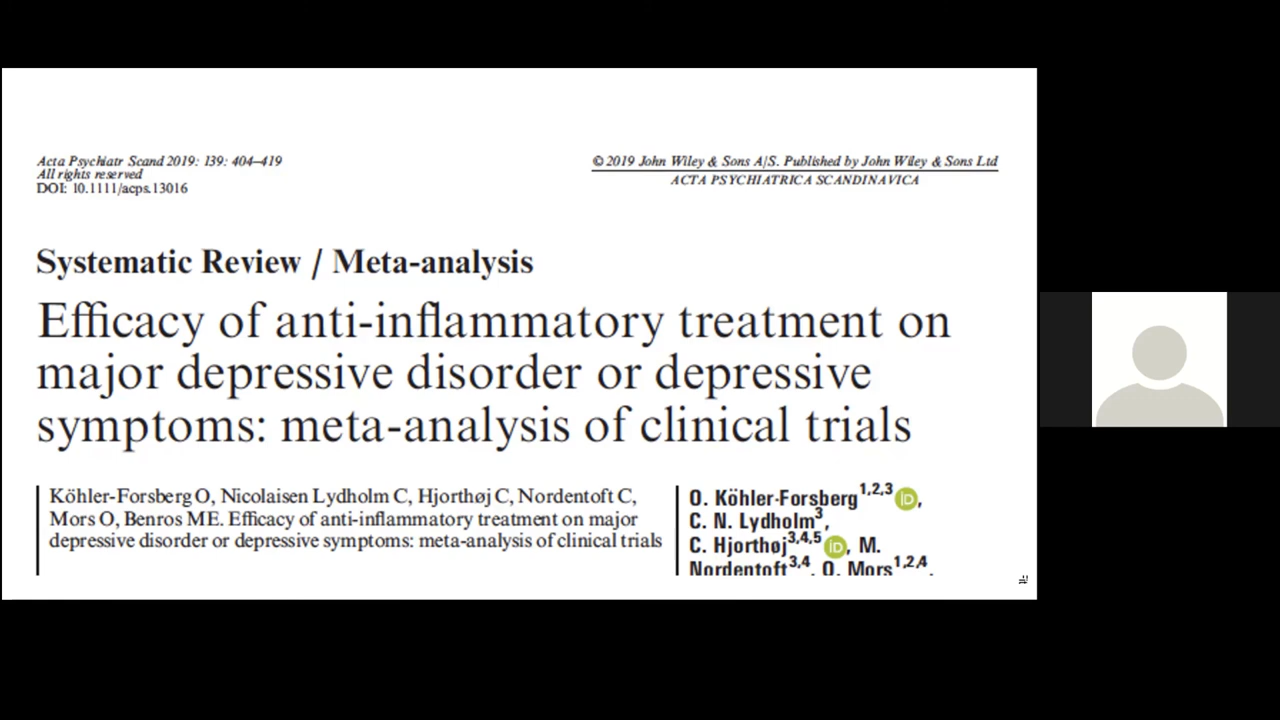 Acta Psychiatr Scand 2019: 139: 404–419
All rights reserved
DOI: 10.1111/acps.13016
© 2019 John Wiley & Sons A/S. Published by John Wiley & Sons Ltd
ACTA PSYCHIATRICA SCANDINAVICA
Systematic Review / Meta-analysis
Efficacy of anti-inflammatory treatment on
major depressive disorder or depressive
symptoms: meta-analysis of clinical trials
Köhler-Forsberg O, Nicolaisen Lydholm C, Hjorthøj C, Nordentoft C,
Mors O, Benros ME. Efficacy of anti-inflammatory treatment on major
depressive disorder or depressive symptoms: meta-analysis of clinical trials
O. Köhler-Forsberg1,2,3 iD,
C. N. Lydholm3,
C. Hjorthøj3,4,5 iD, M.
Nordentoft3,4, O. Mors1,2,4,